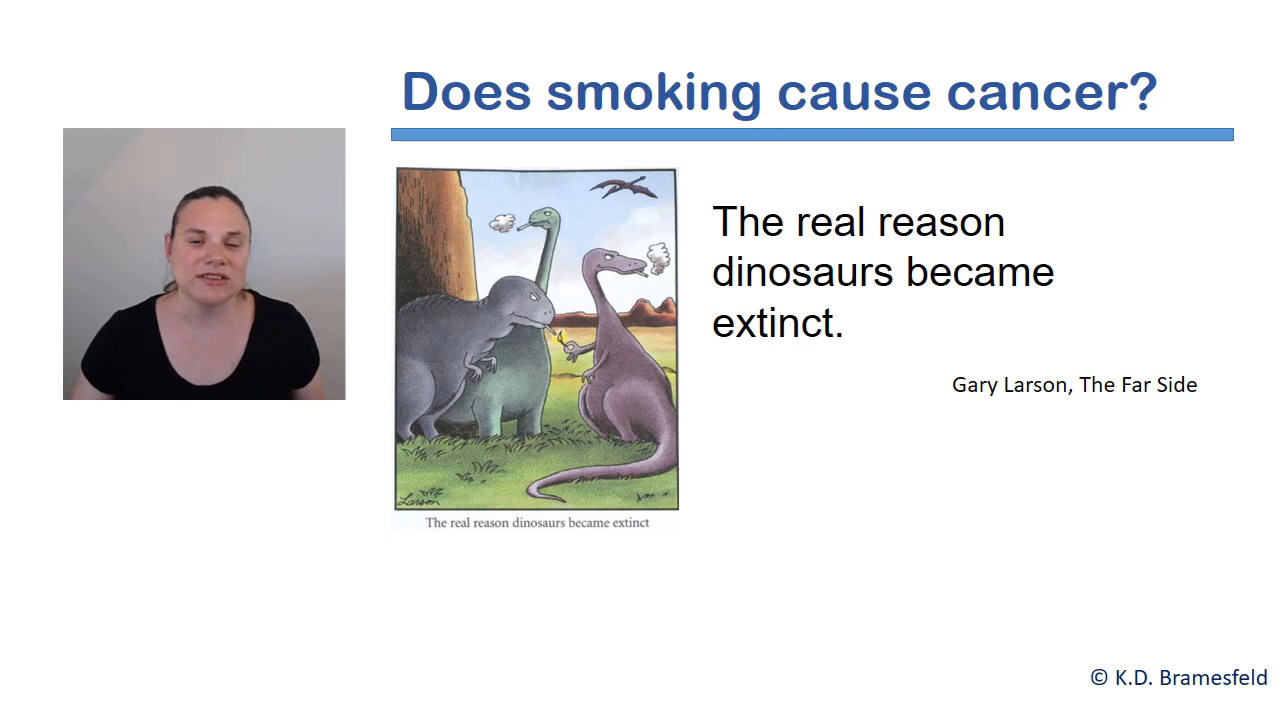 Does smoking cause cancer?
The real reason
dinosaurs became
extinct.
Gary Larson, The Far Side
Larson
The real reason dinosaurs became extinct
© K.D. Bramesfeld